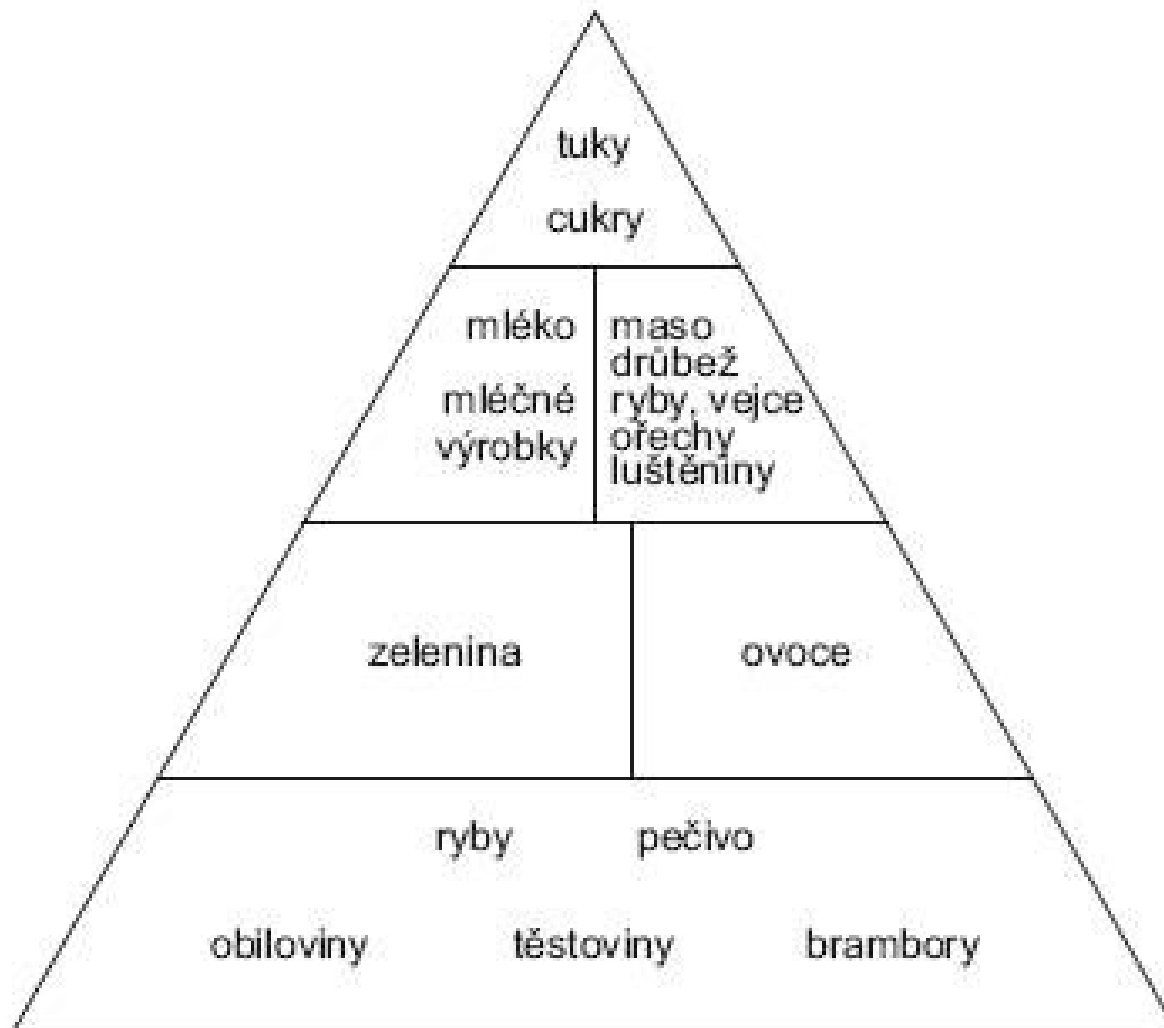 tuky
cukry
mléko
mléčné
výrobky
maso
drůbež
ryby, vejce
ořechy
luštěniny
zelenina
ovoce
ryby pečivo
obiloviny těstoviny brambory